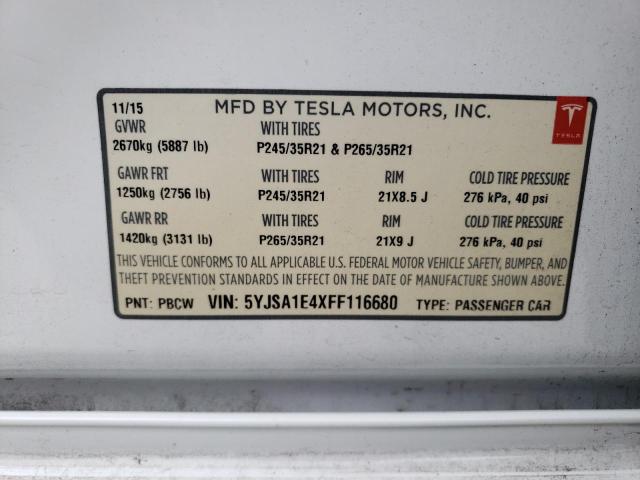 11/15 MFD BY TESLA MOTORS, INC.
TESLA
GVWR WITH TIRES
2670kg (5887 lb) P245/35R21 & P265/35R21
GAWR FRT WITH TIRES RIM COLD TIRE PRESSURE
1250kg (2756 lb) P245/35R21 21X8.5 J 276 kPa, 40 psi
GAWR RR WITH TIRES RIM COLD TIRE PRESSURE
1420kg (3131 lb) P265/35R21 21X9 J 276 kPa, 40 psi
THIS VEHICLE CONFORMS TO ALL APPLICABLE U.S. FEDERAL MOTOR VEHICLE SAFETY, BUMPER, AND
THEFT PREVENTION STANDARDS IN EFFECT ON THE DATE OF MANUFACTURE SHOWN ABOVE.
PNT: PBCW VIN: 5YJSA1E4XFF116680 TYPE: PASSENGER CAR